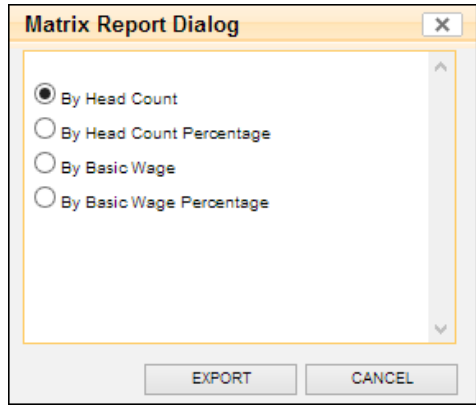 Matrix Report Dialog
By Head Count
By Head Count Percentage
By Basic Wage
By Basic Wage Percentage
EXPORT CANCEL